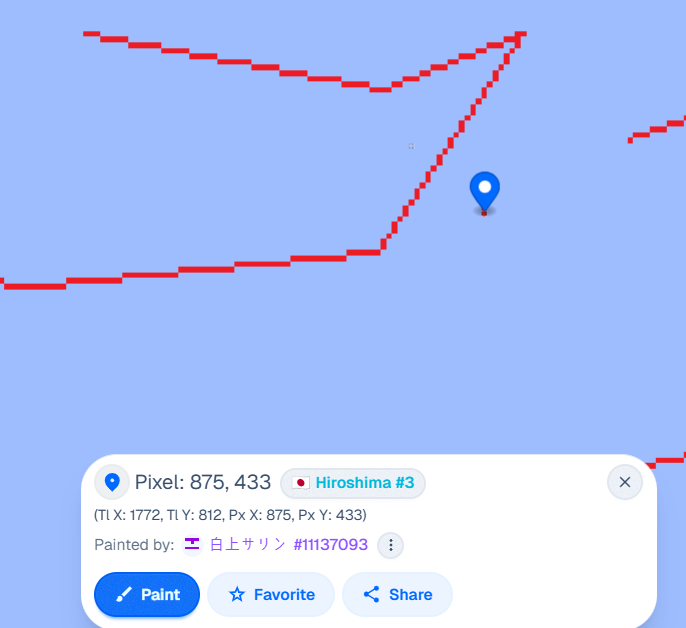 Pixel: 875, 433 Hiroshima #3
(Tl X: 1772, Tl Y: 812, Px X: 875, Px Y: 433)
Painted by: 白上サリン #11137093
Paint Favorite Share